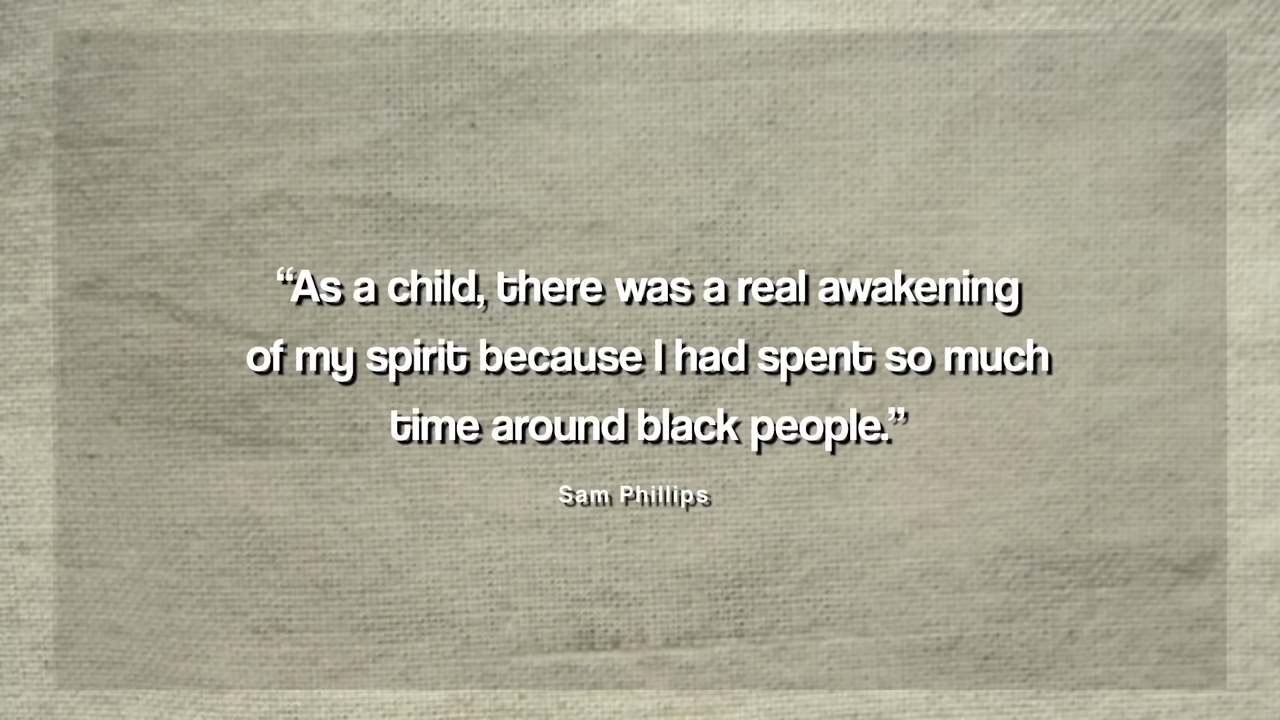 “As a child, there was a real awakening
of my spirit because I had spent so much
time around black people.”
Sam Phillips